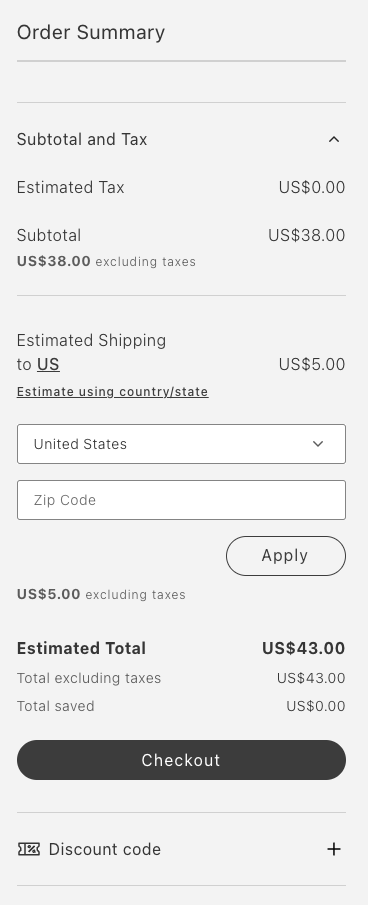 Order Summary
Subtotal and Tax
Estimated Tax US$0.00
Subtotal US$38.00
US$38.00 excluding taxes
Estimated Shipping
to US US$5.00
Estimate using country/state
United States
Zip Code
Apply
US$5.00 excluding taxes
Estimated Total US$43.00
Total excluding taxes US$43.00
Total saved US$0.00
Checkout
Discount code